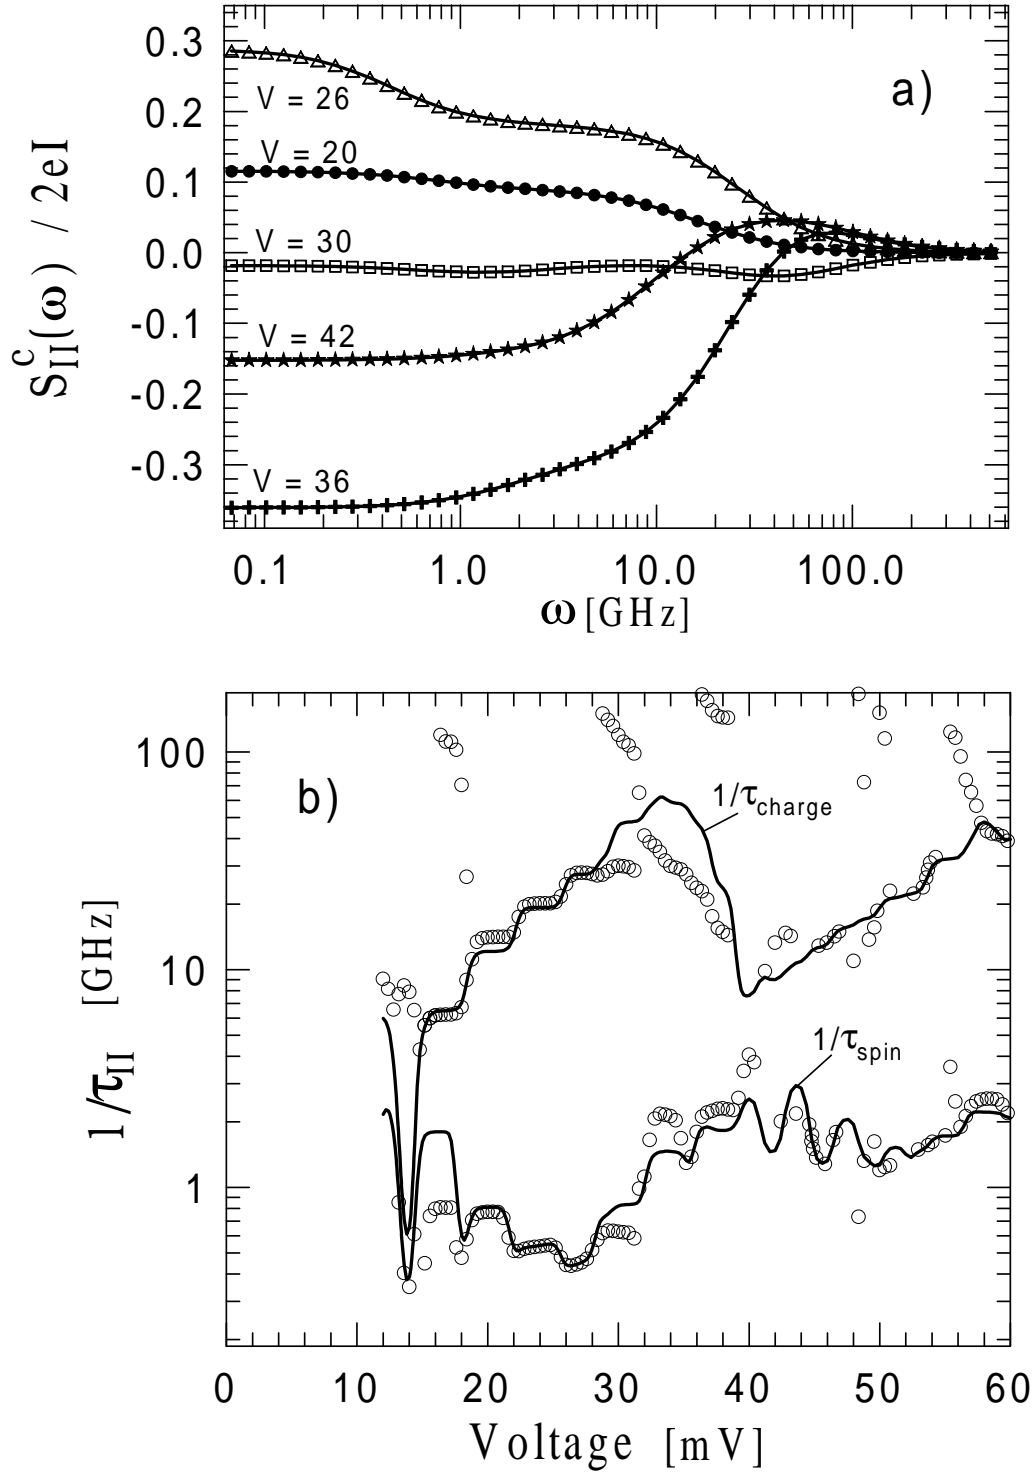 0.3
0.2
0.1
0.0
-0.1
-0.2
-0.3
S^c_II(ω) / 2eI
a)
V = 26
V = 20
V = 30
V = 42
V = 36
0.1 1.0 10.0 100.0
ω [GHz]
100
10
1
1/τ_II [GHz]
b)
1/τ_charge
1/τ_spin
0 10 20 30 40 50 60
Voltage [mV]